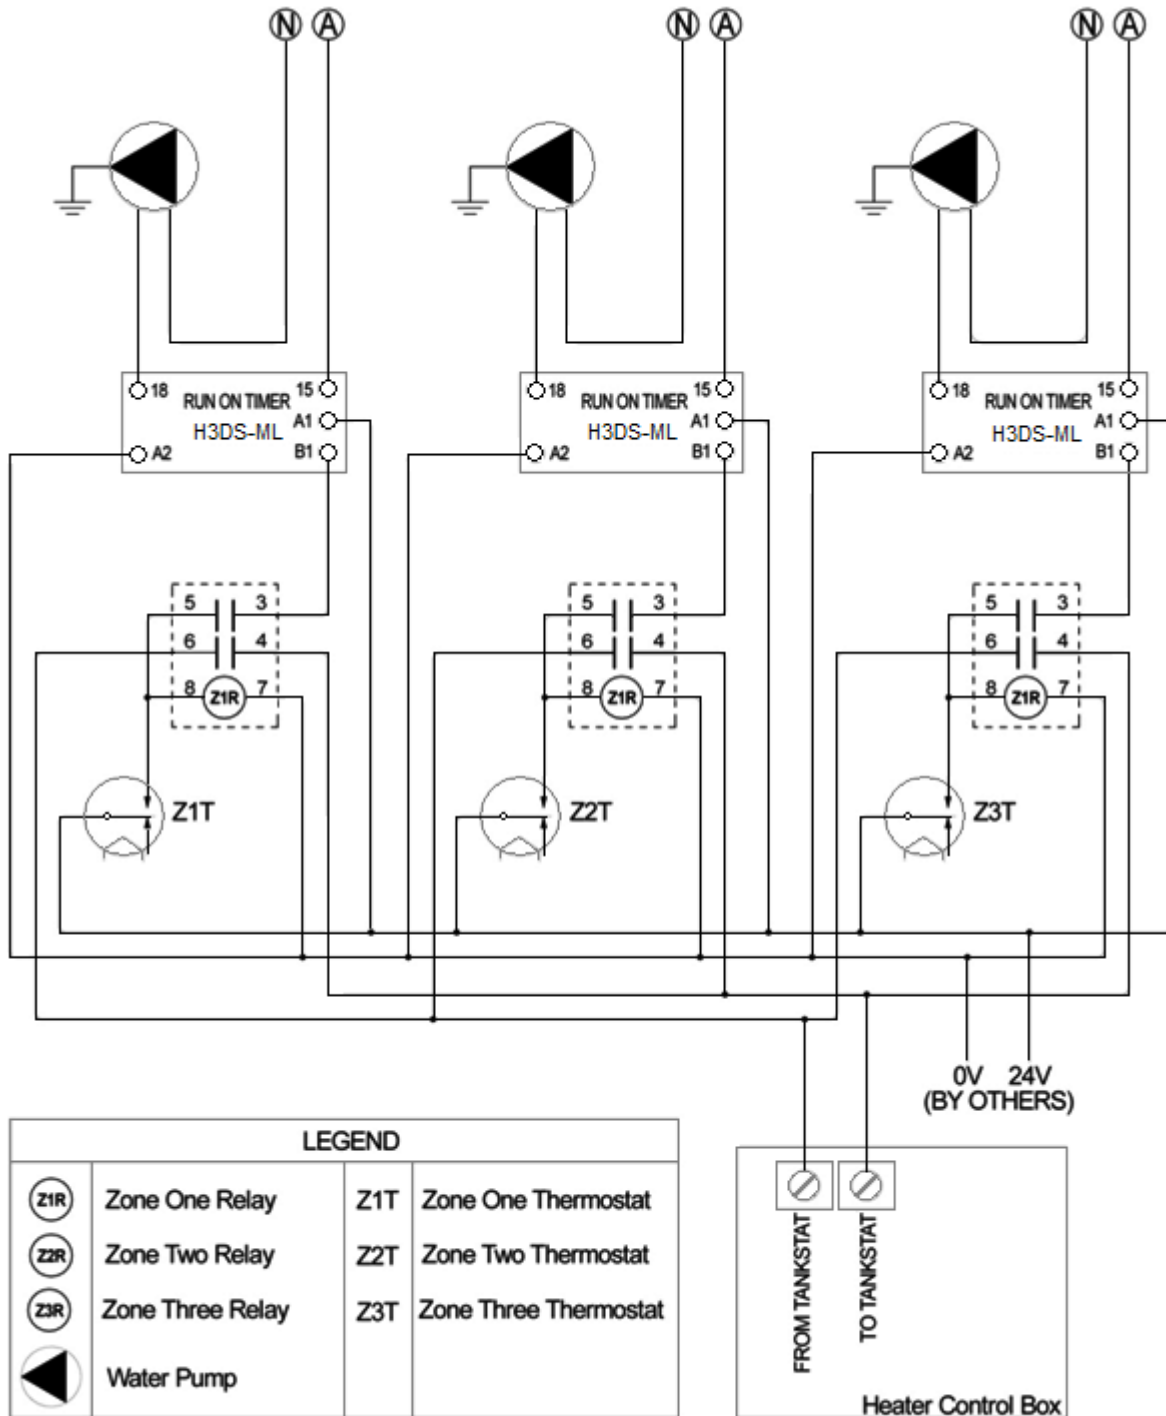 N A N A N A
18 RUN ON TIMER 15 18 RUN ON TIMER 15 18 RUN ON TIMER 15
H3DS-ML A1 H3DS-ML A1 H3DS-ML A1
A2 B1 A2 B1 A2 B1
5 3 5 3 5 3
6 4 6 4 6 4
8 Z1R 7 8 Z1R 7 8 Z1R 7
Z1T Z2T Z3T
0V 24V
(BY OTHERS)
LEGEND
Z1R Zone One Relay Z1T Zone One Thermostat
Z2R Zone Two Relay Z2T Zone Two Thermostat
Z3R Zone Three Relay Z3T Zone Three Thermostat
Water Pump
FROM TANKSTAT
TO TANKSTAT
Heater Control Box